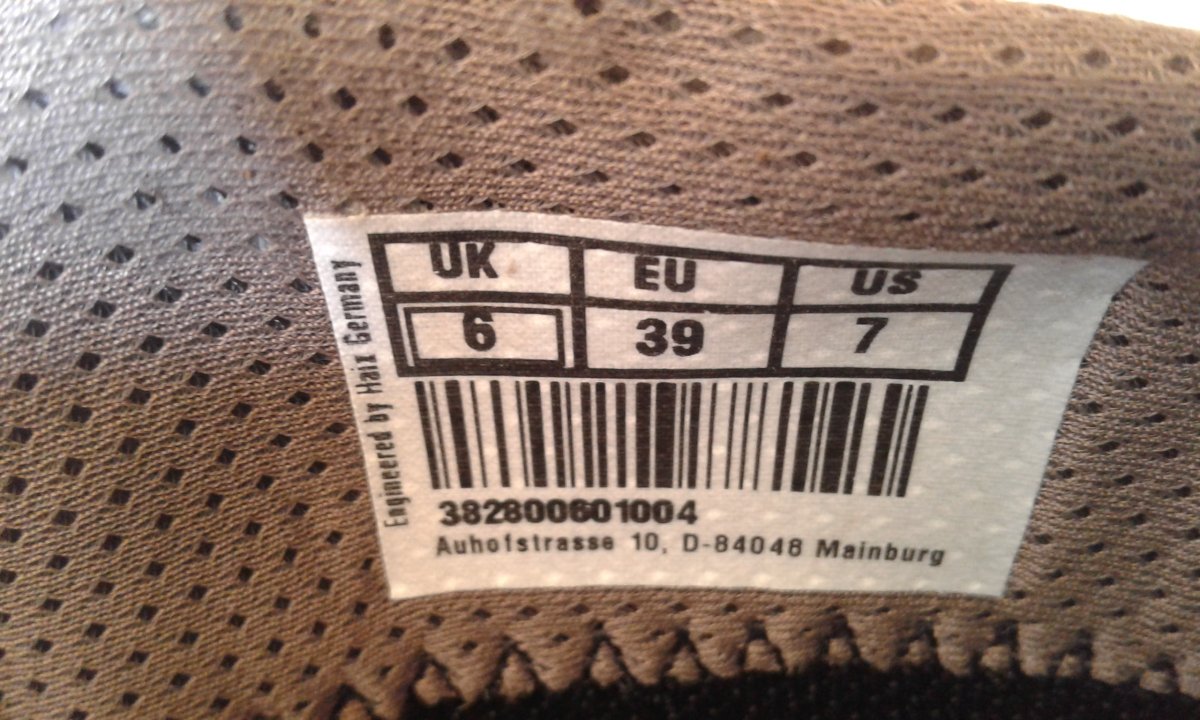 UK EU US
6 39 7
Engineered by Haix Germany
382800601004
Auhofstrasse 10, D-84048 Mainburg